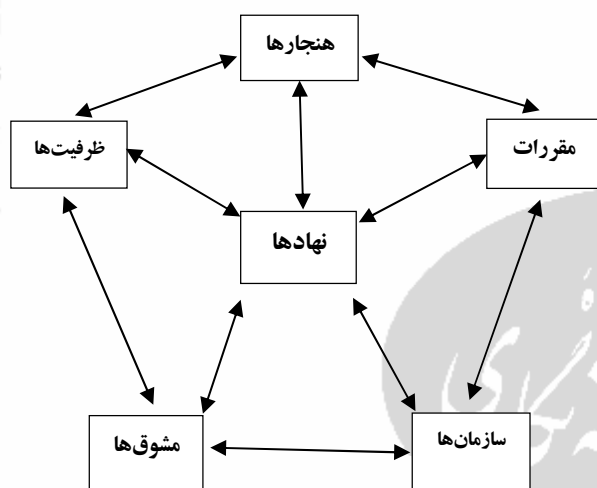 هنجارها
مقررات
ظرفیت‌ها
نهادها
سازمان‌ها
مشوق‌ها